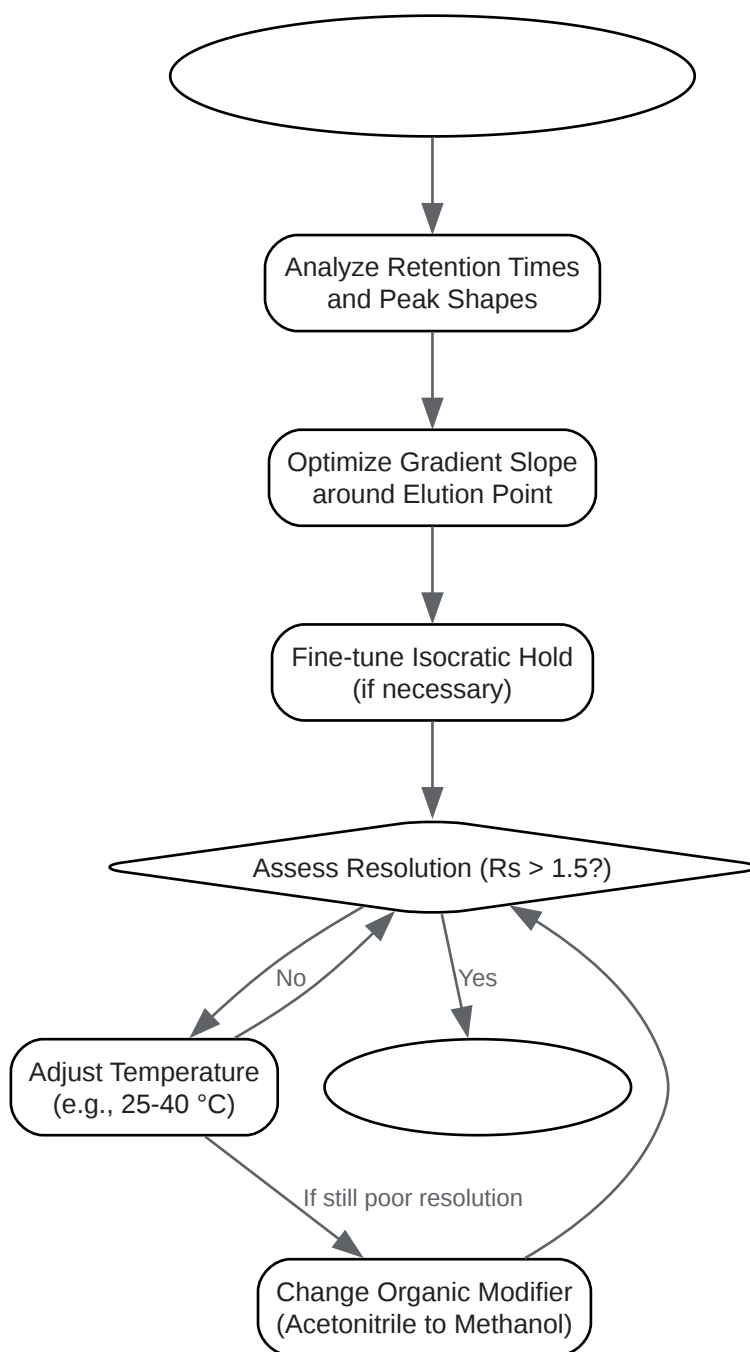 Analyze Retention Times
and Peak Shapes
Optimize Gradient Slope
around Elution Point
Fine-tune Isocratic Hold
(if necessary)
Assess Resolution (Rs > 1.5?)
No
Yes
Adjust Temperature
(e.g., 25-40 °C)
If still poor resolution
Change Organic Modifier
(Acetonitrile to Methanol)